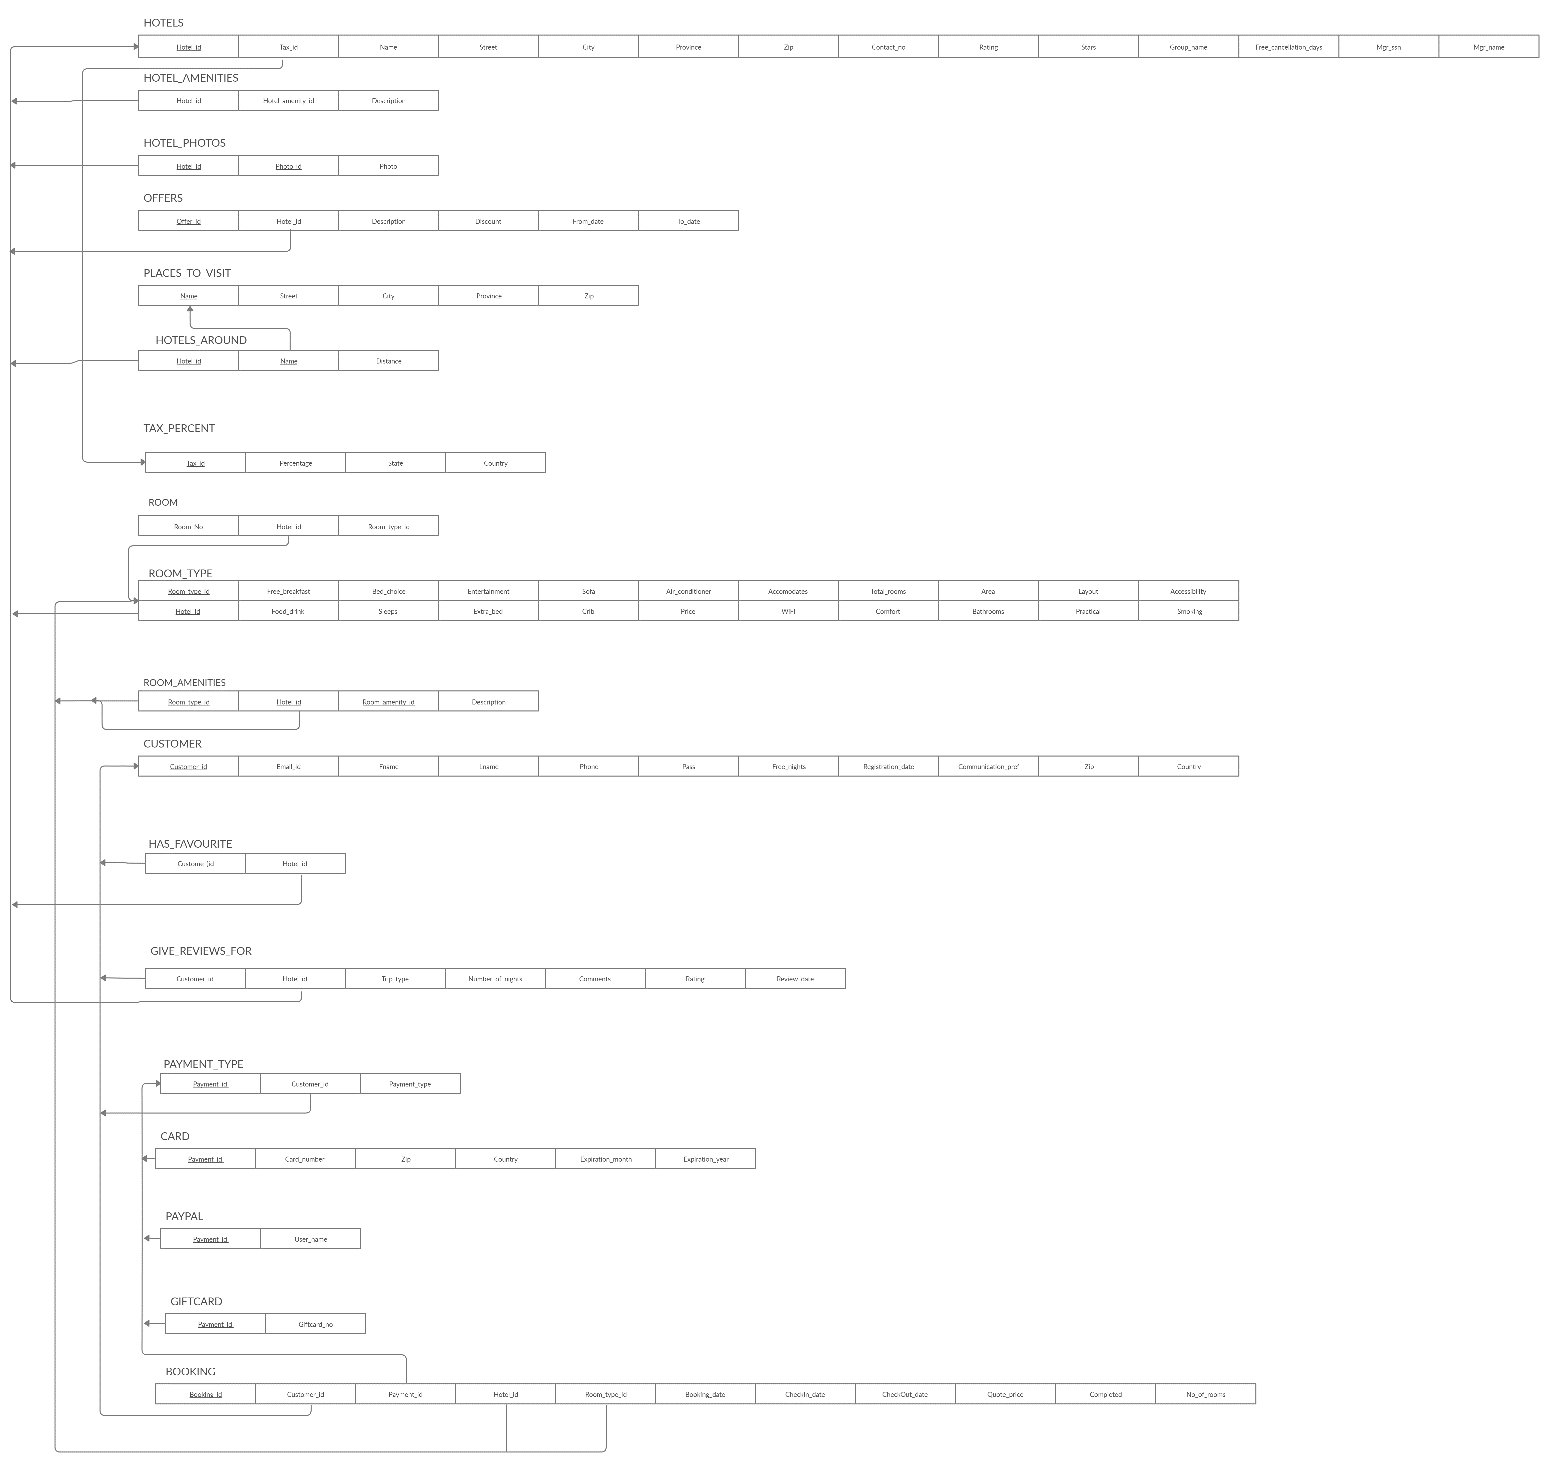 HOTELS
Hotel_id Tax_id Name Street City Province Zip Contact_no Rating Stars Group_name Free_cancellation_days Mgr_ssn Mgr_name
HOTEL_AMENITIES
Hotel_id Hotel_amenity_id Description
HOTEL_PHOTOS
Hotel_id Photo_id Photo
OFFERS
Offer_id Hotel_id Description Discount From_date To_date
PLACES_TO_VISIT
Name Street City Province Zip
HOTELS_AROUND
Hotel_id Name Distance
TAX_PERCENT
Tax_id Percentage State Country
ROOM
Room_No Hotel_id Room_type_id
ROOM_TYPE
Room_type_id Free_breakfast Bed_choice Entertainment Sofa Air_conditioner Accomodates Total_rooms Area Layout Accessibility
Hotel_id Food_drink Sleeps Extra_bed Crib Price WiFi Comfort Bathrooms Practical Smoking
ROOM_AMENITIES
Room_type_id Hotel_id Room_amenity_id Description
CUSTOMER
Customer_id Email_id Fname Lname Phone Pass Free_nights Registration_date Communication_pref Zip Country
HAS_FAVOURITE
Customer_id Hotel_id
GIVE_REVIEWS_FOR
Customer_id Hotel_id Trip_type Number_of_nights Comments Rating Review_date
PAYMENT_TYPE
Payment_id Customer_id Payment_type
CARD
Payment_id Card_number Zip Country Expiration_month Expiration_year
PAYPAL
Payment_id User_name
GIFTCARD
Payment_id Giftcard_no
BOOKING
Booking_id Customer_id Payment_id Hotel_id Room_type_id Booking_date CheckIn_date CheckOut_date Quote_price Completed No_of_rooms